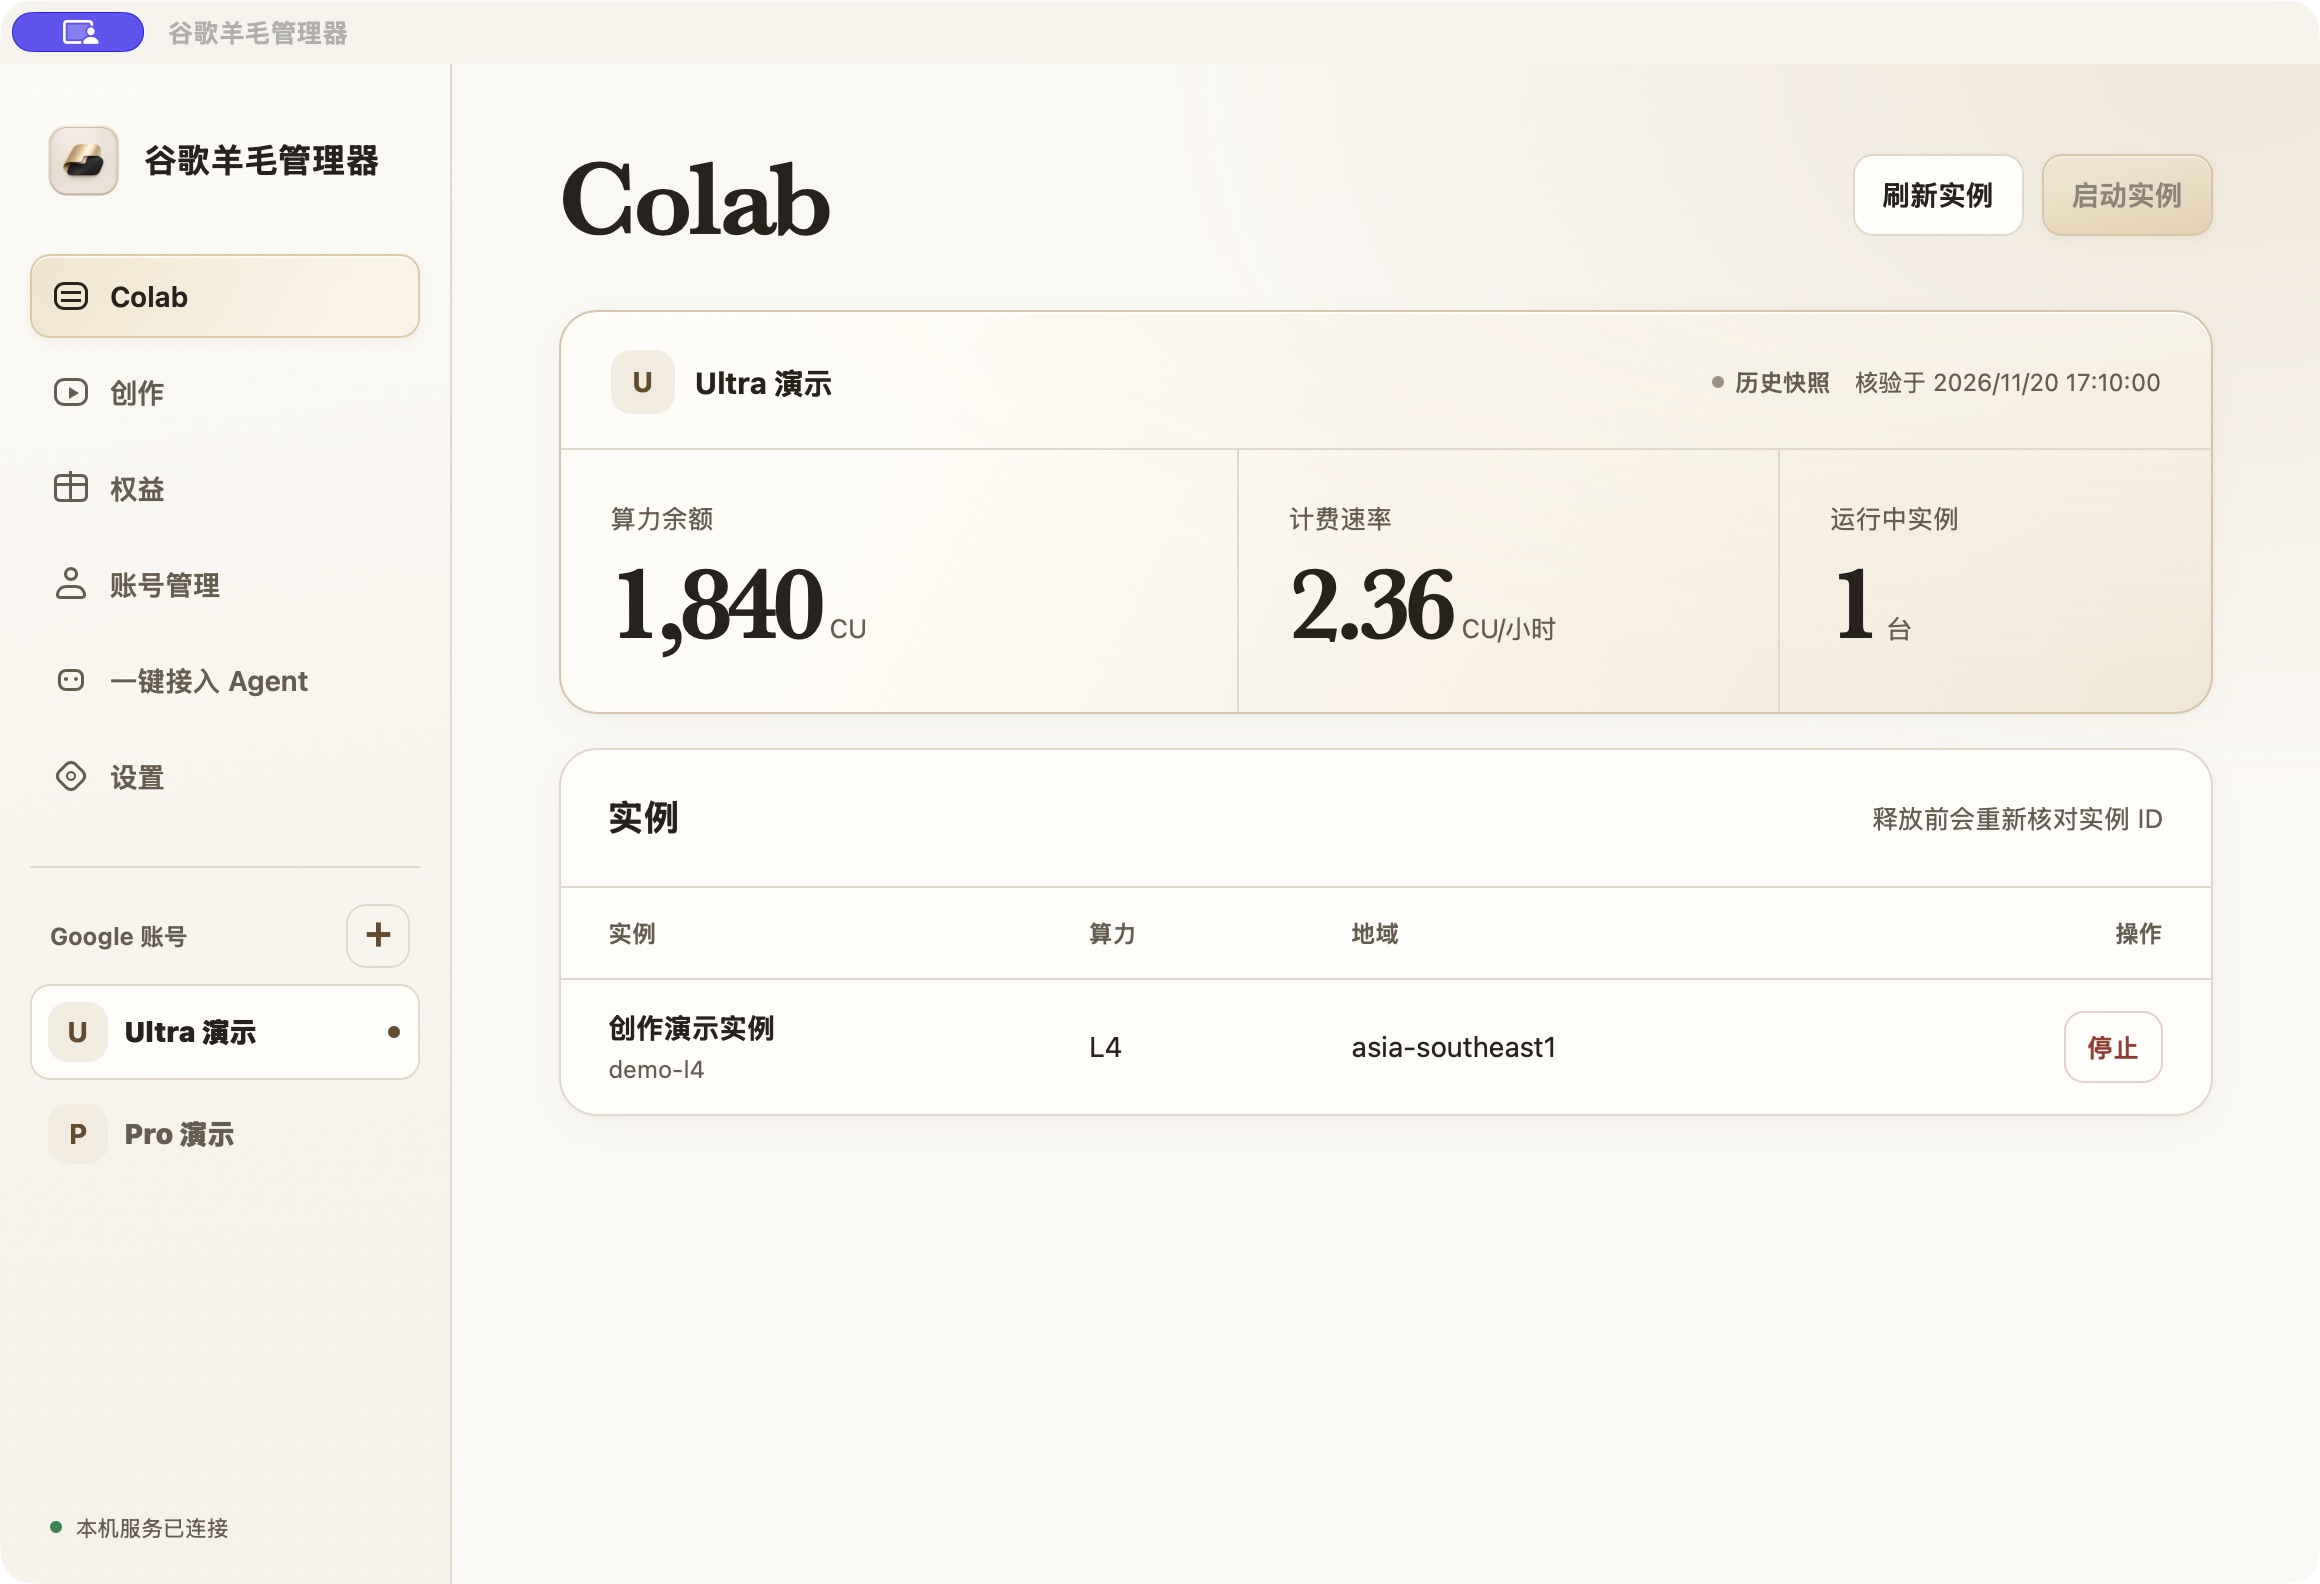 谷歌羊毛管理器
谷歌羊毛管理器
Colab
创作
权益
账号管理
一键接入 Agent
设置
Google 账号
+
U Ultra 演示
P Pro 演示
本机服务已连接
Colab
刷新实例 启动实例
U Ultra 演示 历史快照 核验于 2026/11/20 17:10:00
算力余额 计费速率 运行中实例
1,840 CU 2.36 CU/小时 1 台
实例 释放前会重新核对实例 ID
实例 算力 地域 操作
创作演示实例 L4 asia-southeast1 停止
demo-l4